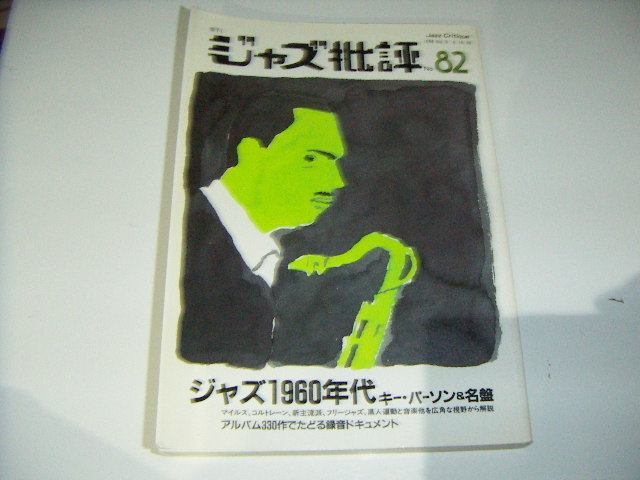 季刊
Jazz Critique
ジャズ批評 No.82
ジャズ1960年代 キー・パーソン&名盤
マイルス、コルトレーン、新主流派、フリージャズ、黒人運動と音楽他を広角な視野から解説
アルバム330作でたどる録音ドキュメント